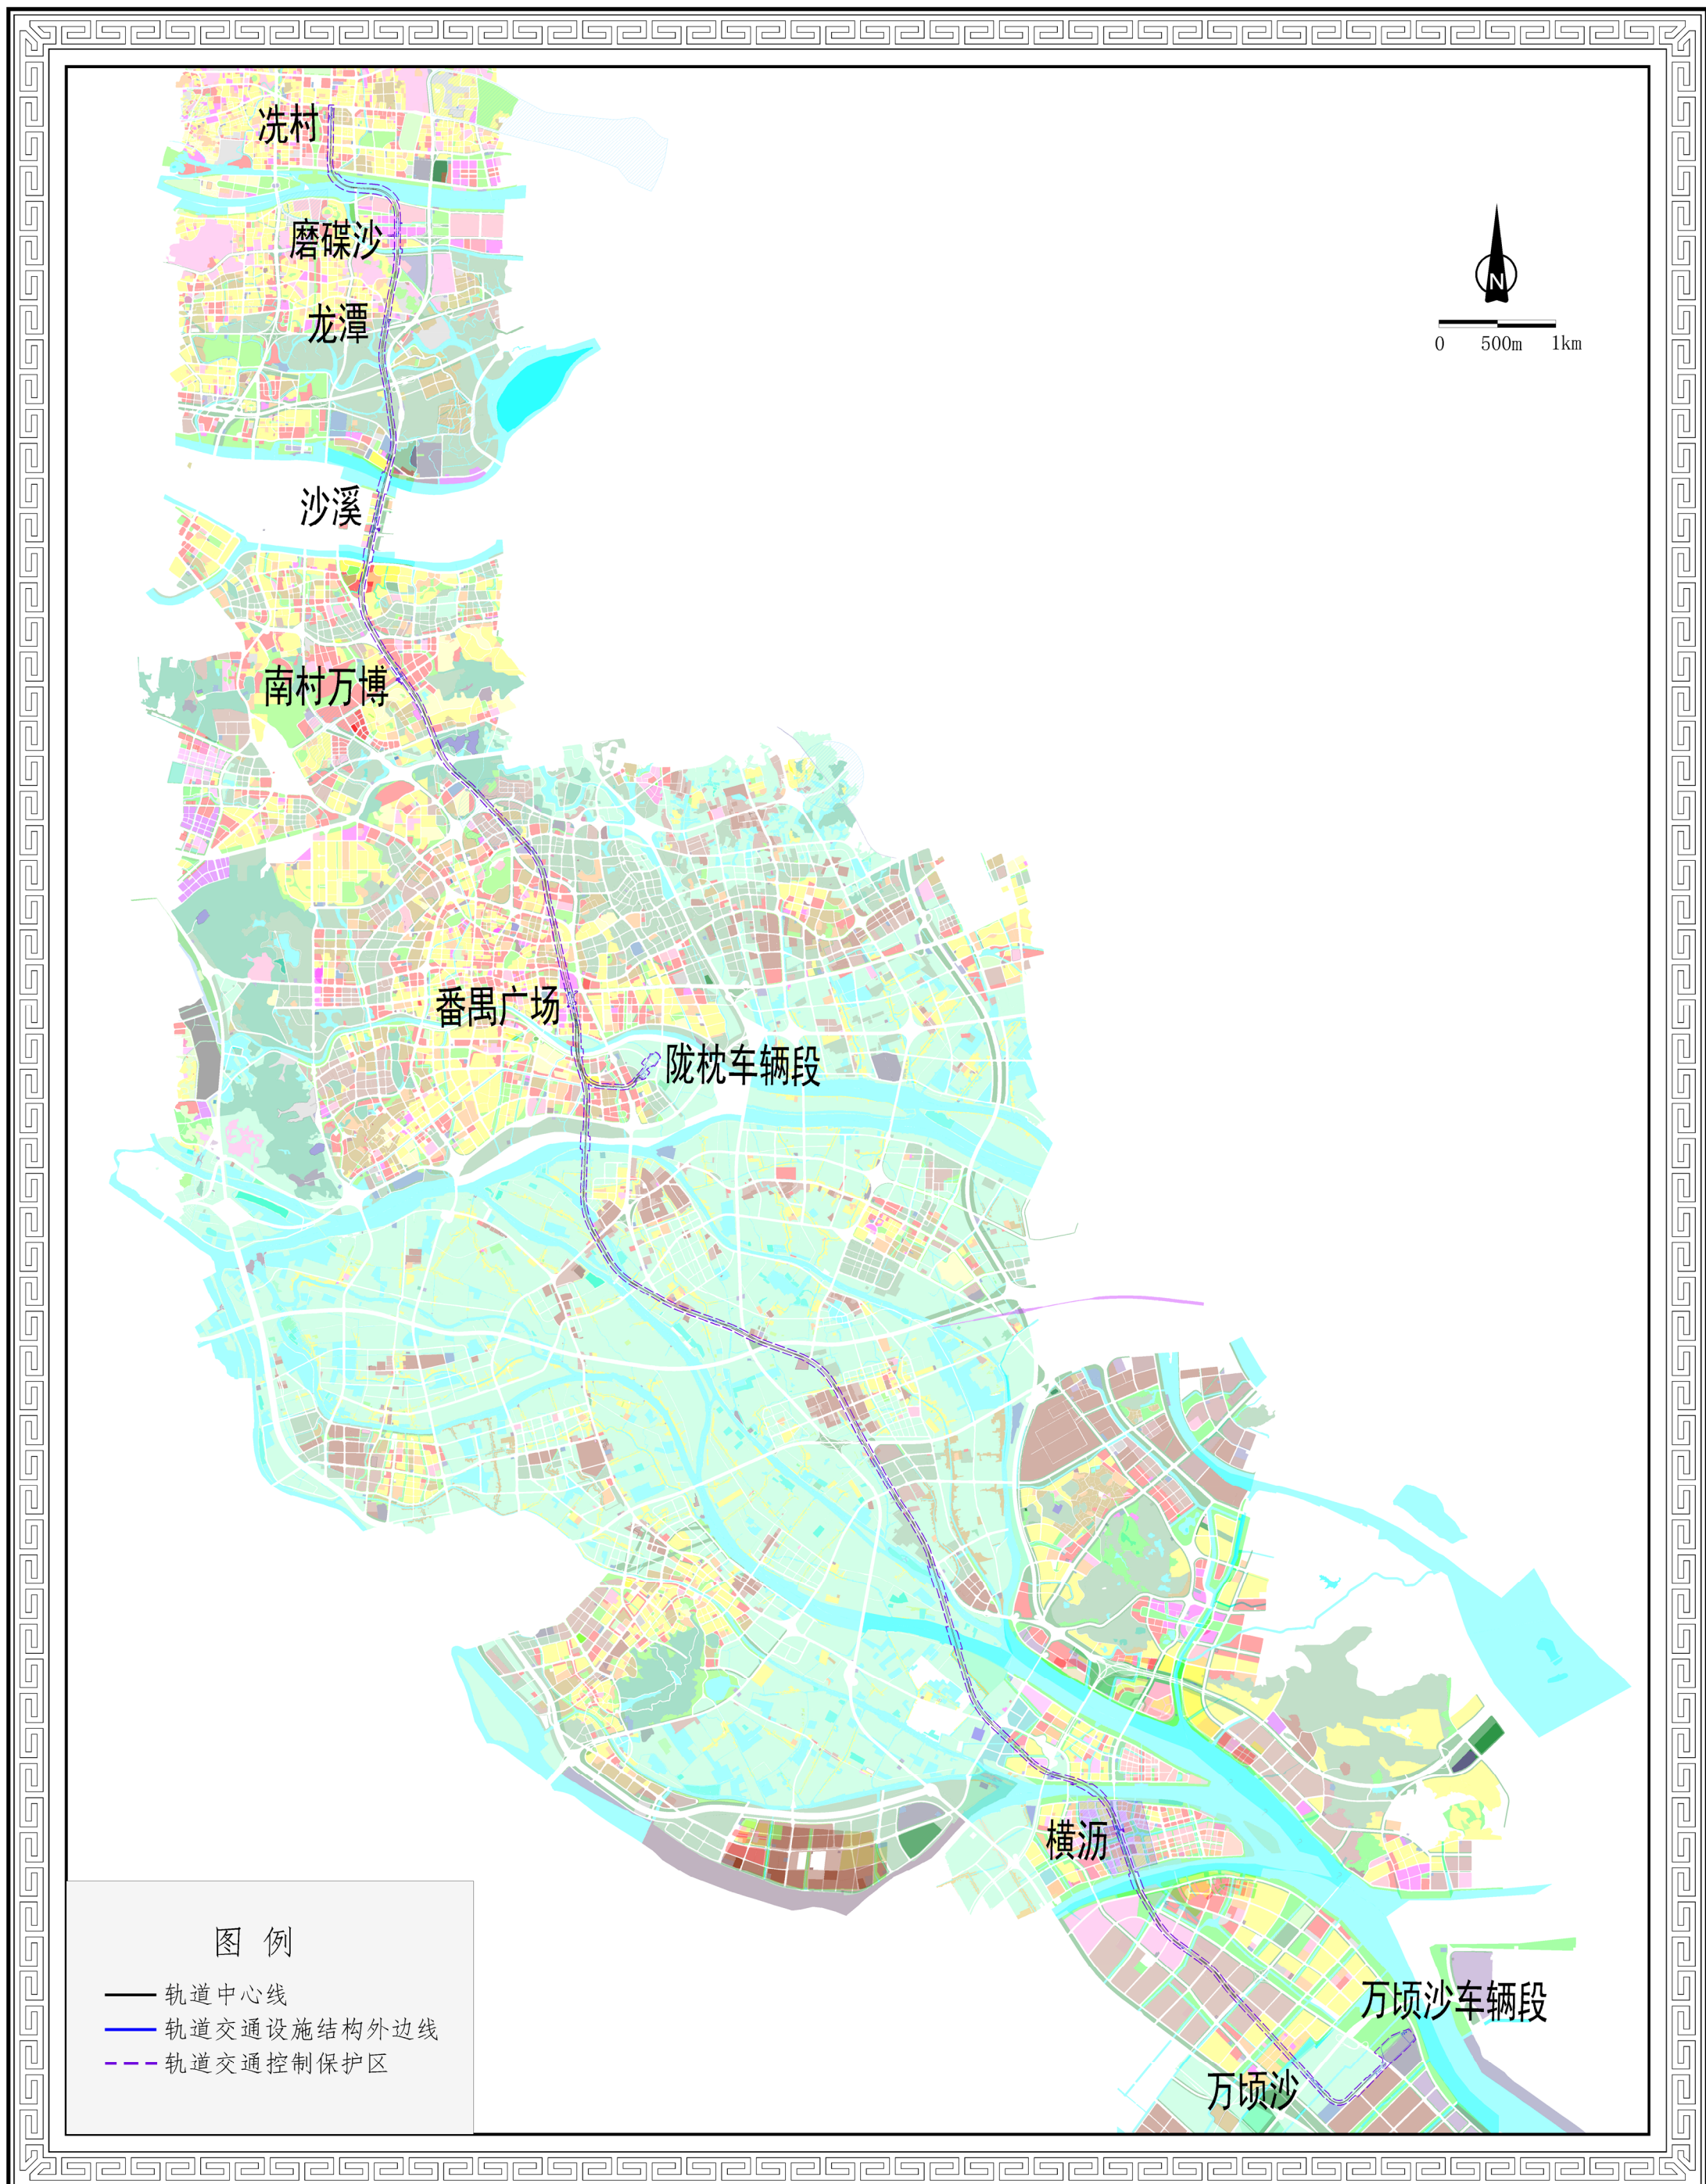 冼村
磨碟沙
龙潭
N
0 500m 1km
沙溪
南村万博
番禺广场
陇枕车辆段
横沥
万顷沙车辆段
万顷沙
图 例
轨道中心线
轨道交通设施结构外边线
轨道交通控制保护区